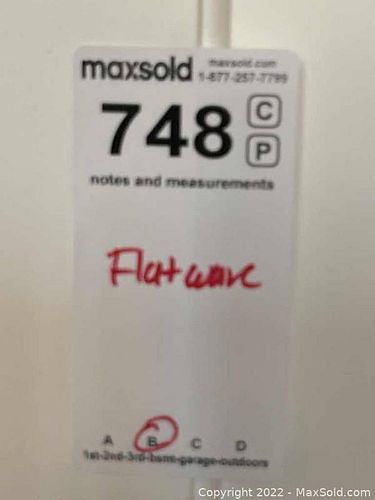 maxsold
maxsold.com
1-877-257-7799
748
C
P
notes and measurements
Flatware
A B C D
1st-2nd-3rd-bsmt-garage-outdoors
Copyright 2022 - MaxSold.com